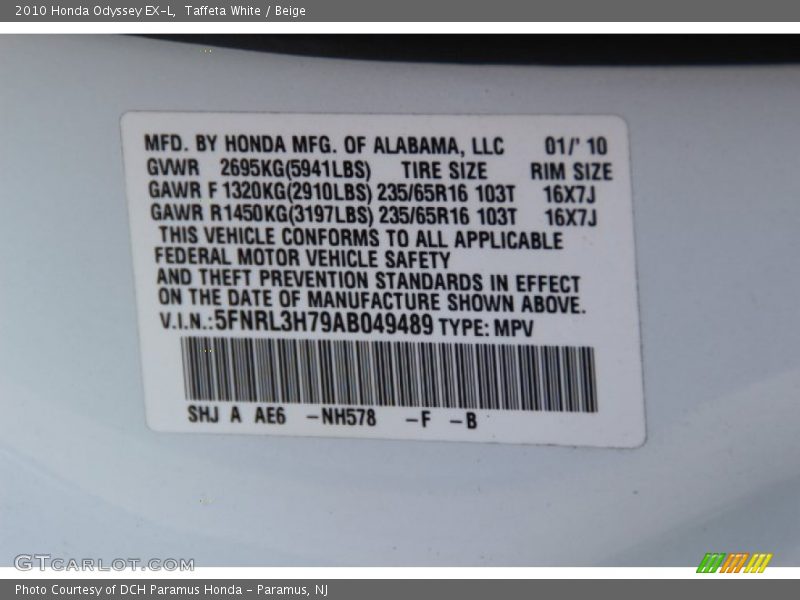 2010 Honda Odyssey EX-L, Taffeta White / Beige
MFD. BY HONDA MFG. OF ALABAMA, LLC 01/' 10
GVWR 2695KG(5941LBS) TIRE SIZE RIM SIZE
GAWR F 1320KG(2910LBS) 235/65R16 103T 16X7J
GAWR R1450KG(3197LBS) 235/65R16 103T 16X7J
THIS VEHICLE CONFORMS TO ALL APPLICABLE
FEDERAL MOTOR VEHICLE SAFETY
AND THEFT PREVENTION STANDARDS IN EFFECT
ON THE DATE OF MANUFACTURE SHOWN ABOVE.
V.I.N.:5FNRL3H79AB049489 TYPE: MPV
SHJ A AE6 -NH578 -F -B
GTCARLOT.COM
Photo Courtesy of DCH Paramus Honda - Paramus, NJ